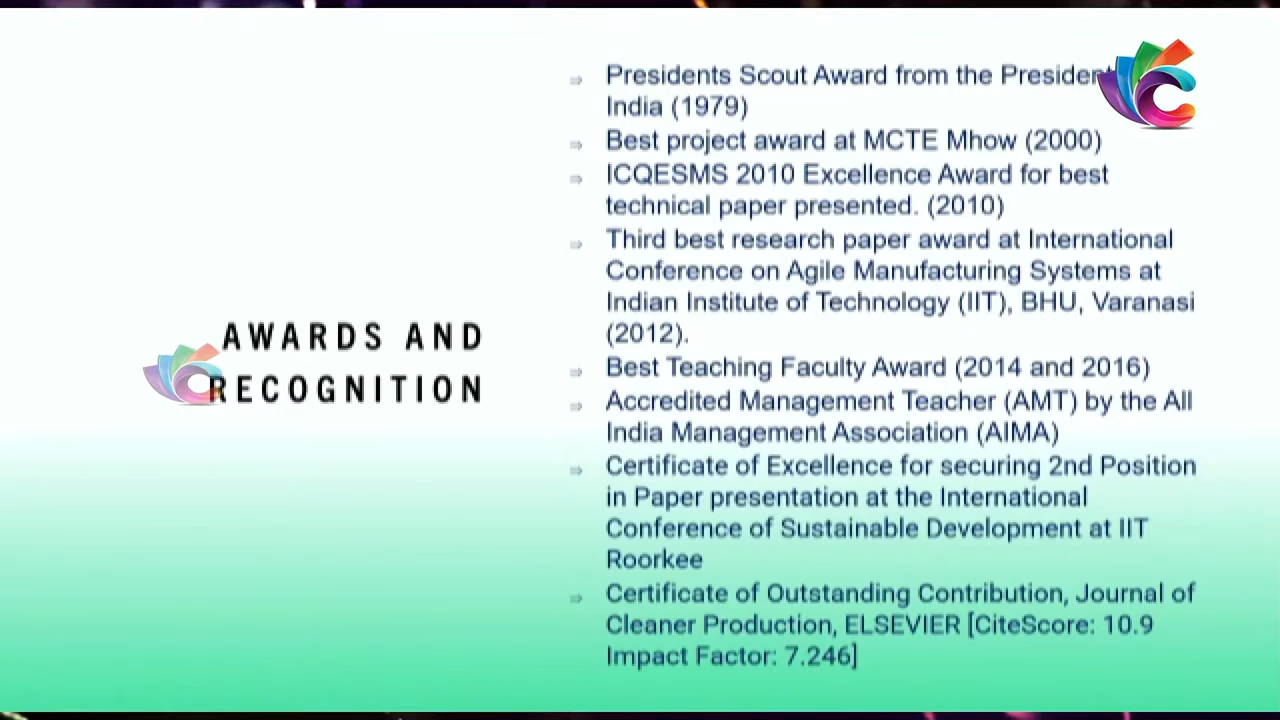 AWARDS AND
RECOGNITION
Presidents Scout Award from the President
India (1979)
Best project award at MCTE Mhow (2000)
ICQESMS 2010 Excellence Award for best
technical paper presented. (2010)
Third best research paper award at International
Conference on Agile Manufacturing Systems at
Indian Institute of Technology (IIT), BHU, Varanasi
(2012).
Best Teaching Faculty Award (2014 and 2016)
Accredited Management Teacher (AMT) by the All
India Management Association (AIMA)
Certificate of Excellence for securing 2nd Position
in Paper presentation at the International
Conference of Sustainable Development at IIT
Roorkee
Certificate of Outstanding Contribution, Journal of
Cleaner Production, ELSEVIER [CiteScore: 10.9
Impact Factor: 7.246]